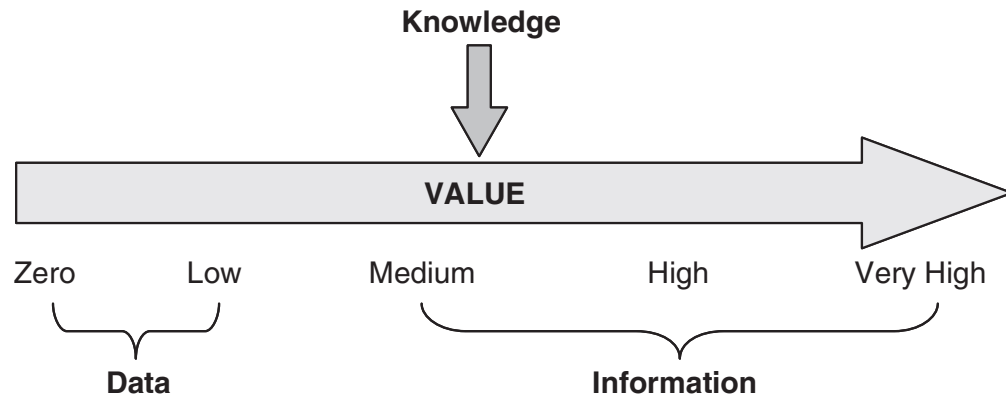 Knowledge
VALUE
Zero Low Medium High Very High
Data Information